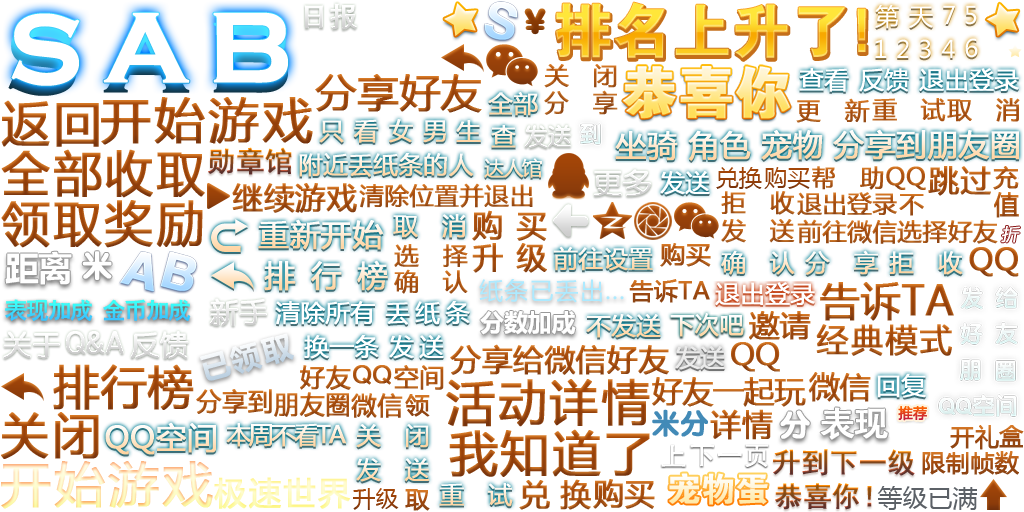 SAB
日报
S ¥
排名上升了!
第天75
12346
分享好友
关 闭
分 享
恭喜你
查看 反馈 退出登录
更 新重 试取 消
全部
返回开始游戏
只看女男生 查 发送 到
坐骑 角色 宠物 分享到朋友圈
全部收取
勋章馆 附近丢纸条的人 达人馆
更多 发送
兑换购买帮 助QQ跳过充值
继续游戏 清除位置并退出
拒 收退出登录不
领取奖励
重新开始
取 消
购 买
发 送前往微信选择好友
折
选 择
升 级
前往设置 购买
确 认分 享拒 收QQ
距离 米 AB
排行榜
确 认
纸条已丢出... 告诉TA
退出登录
告诉TA
发 给
表现加成 金币加成
新手 清除所有 丢纸条
分数加成 不发送 下次吧 邀请
经典模式
好 友
关于 Q&A 反馈
已领取
换一条 发送
分享给微信好友 发送 QQ
朋 圈
排行榜
好友QQ空间
分享到朋友圈微信领
活动详情 好友一起玩 微信 回复
QQ空间
推荐
关闭
QQ空间 本周不看TA 关 闭
米分详情 分 表现
开礼盒
我知道了
上下一页
升到下一级 限制帧数
发 送
开始游戏 极速世界
升级 取 重 试兑 换购买
宠物蛋 恭喜你! 等级已满